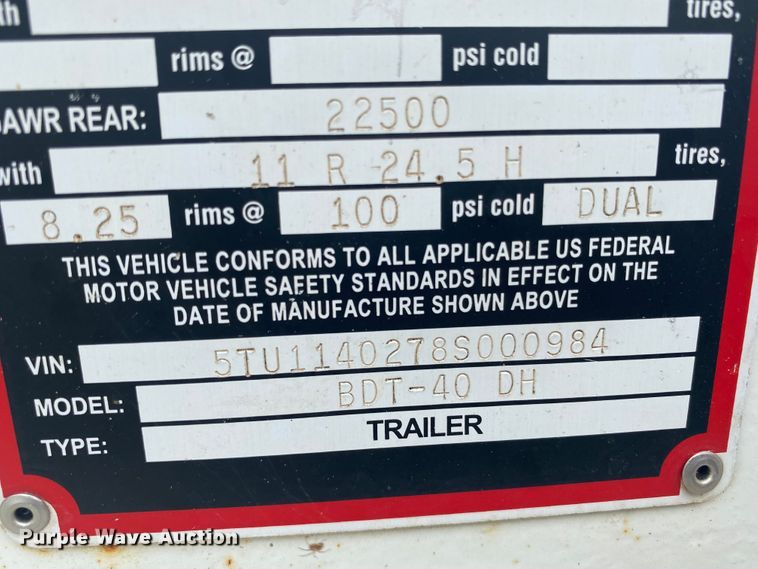 th tires,
rims @ psi cold
GAWR REAR: 22500
with 11 R 24.5 H tires,
8.25 rims @ 100 psi cold DUAL
THIS VEHICLE CONFORMS TO ALL APPLICABLE US FEDERAL
MOTOR VEHICLE SAFETY STANDARDS IN EFFECT ON THE
DATE OF MANUFACTURE SHOWN ABOVE
VIN: 5TU1140278S000984
MODEL: BDT-40 DH
TYPE: TRAILER
Purple Wave Auction